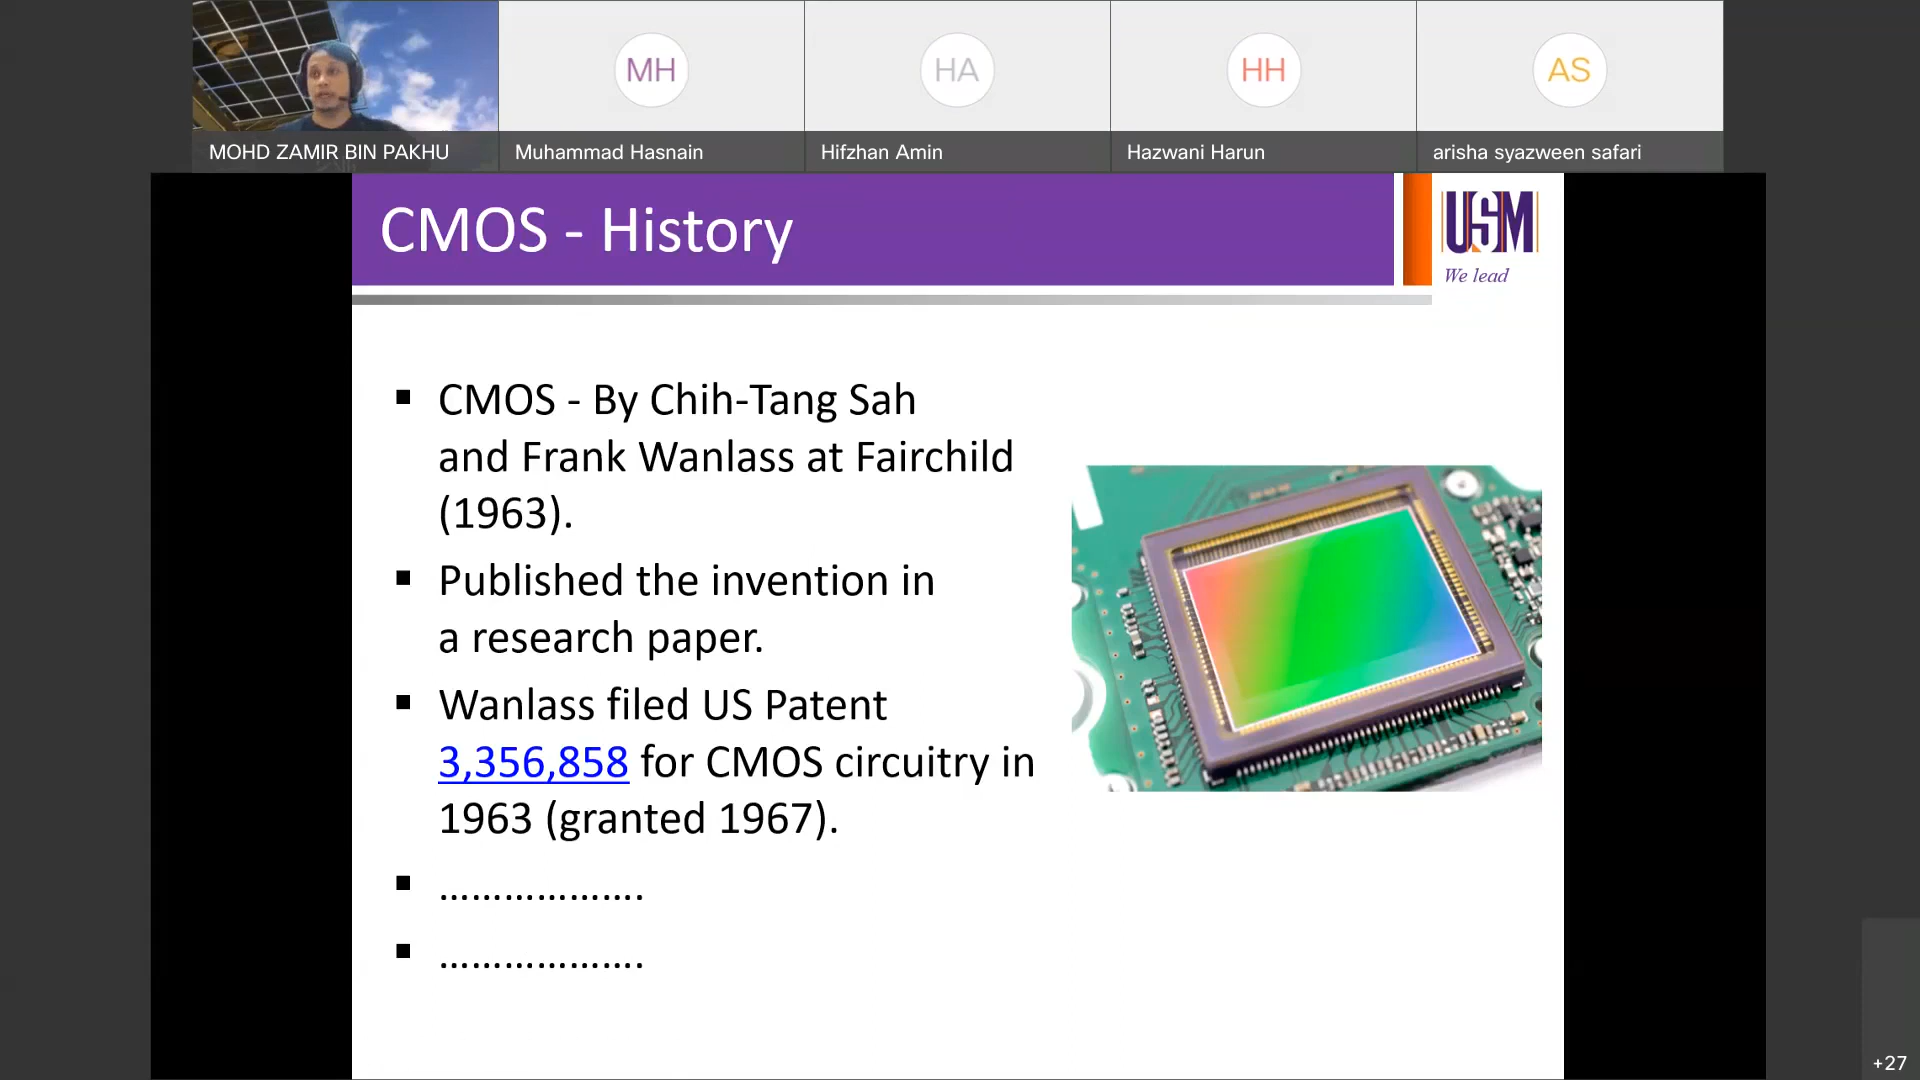 MH
HA
HH
AS
MOHD ZAMIR BIN PAKHU
Muhammad Hasnain
Hifzhan Amin
Hazwani Harun
arisha syazween safari
CMOS - History
USM
We lead
▪ CMOS - By Chih-Tang Sah
and Frank Wanlass at Fairchild
(1963).
▪ Published the invention in
a research paper.
▪ Wanlass filed US Patent
3,356,858 for CMOS circuitry in
1963 (granted 1967).
▪ ……………….
▪ ……………….
+27